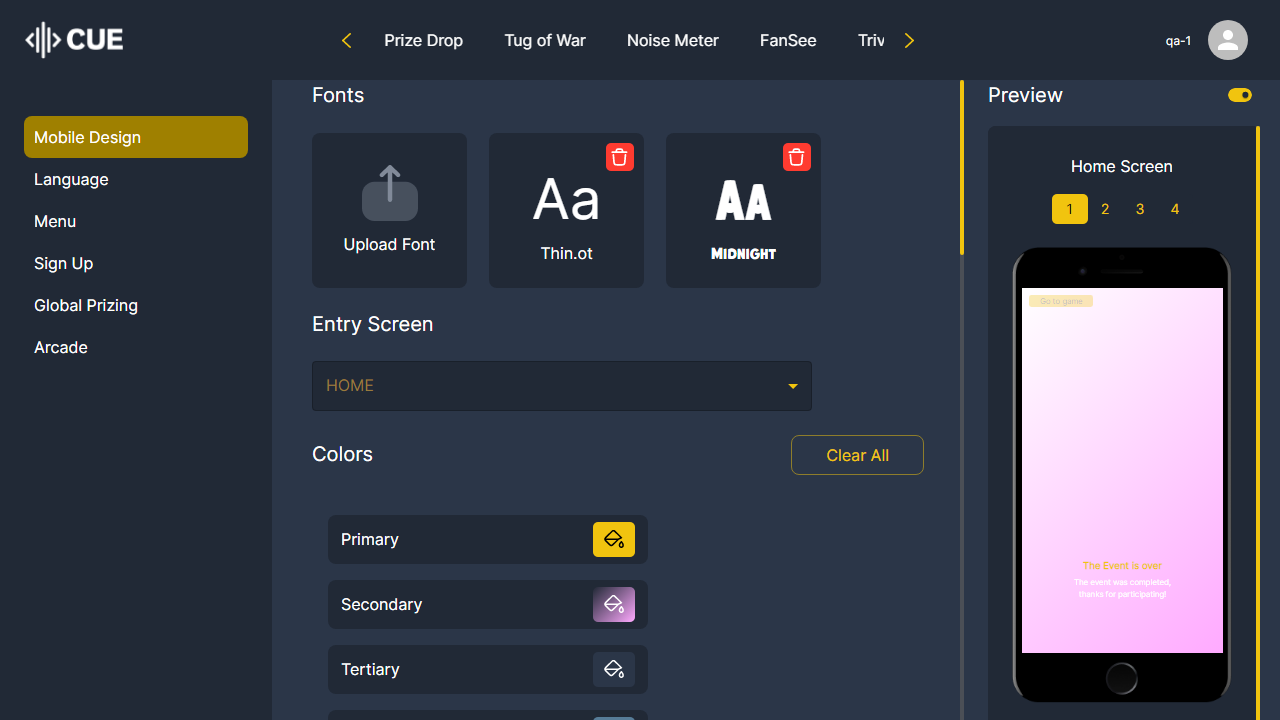 CUE
Prize Drop
Tug of War
Noise Meter
FanSee
Triv
qa-1
Mobile Design
Language
Menu
Sign Up
Global Prizing
Arcade
Fonts
Upload Font
Aa
Thin.ot
AA
MIDNIGHT
Entry Screen
HOME
Colors
Clear All
Primary
Secondary
Tertiary
Preview
Home Screen
1 2 3 4
Go to game
The Event is over
The event was completed,
thanks for participating!